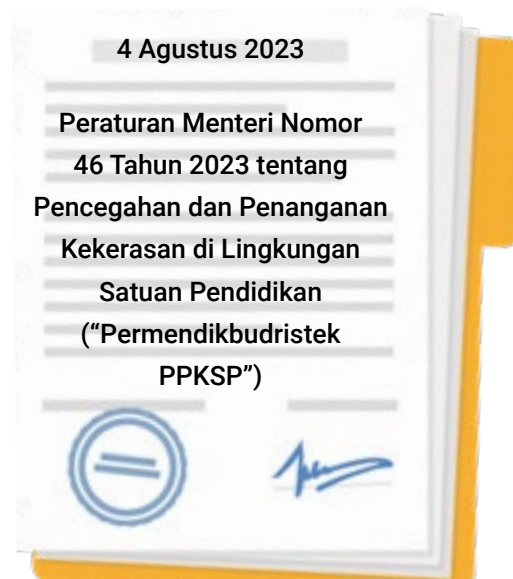 4 Agustus 2023
Peraturan Menteri Nomor
46 Tahun 2023 tentang
Pencegahan dan Penanganan
Kekerasan di Lingkungan
Satuan Pendidikan
(“Permendikbudristek
PPKSP”)